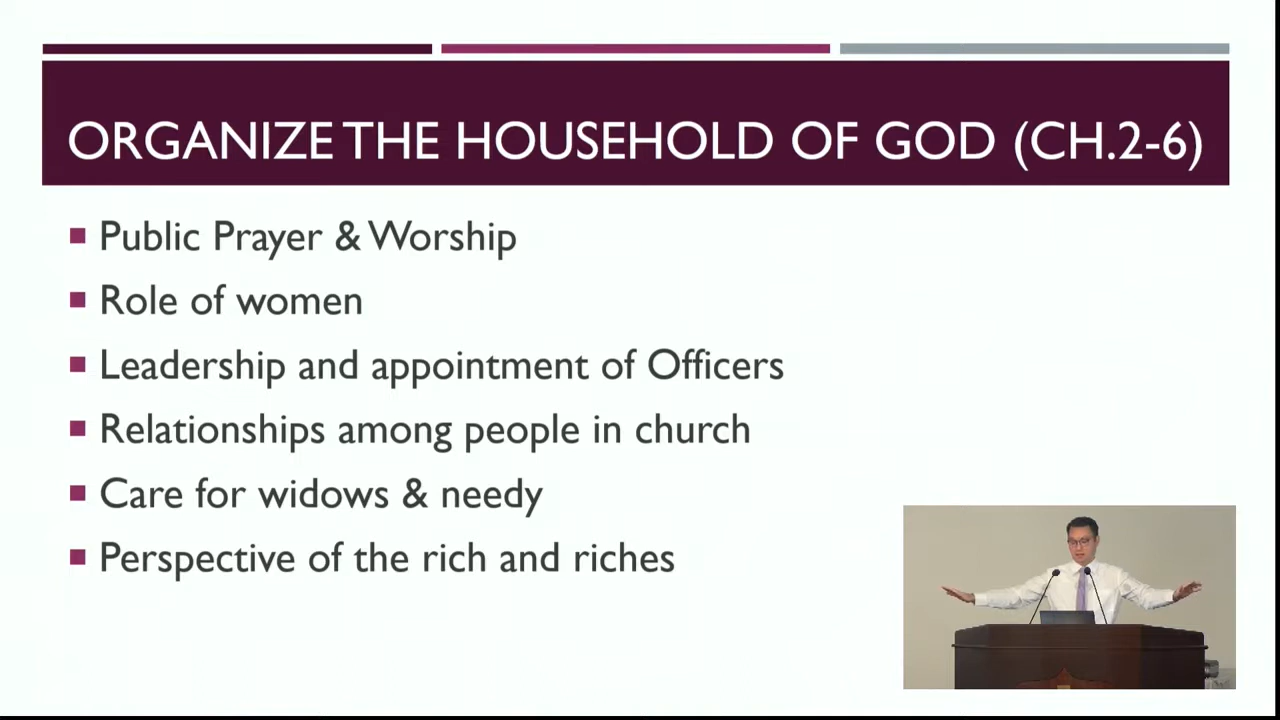 ORGANIZE THE HOUSEHOLD OF GOD (CH.2-6)
Public Prayer & Worship
Role of women
Leadership and appointment of Officers
Relationships among people in church
Care for widows & needy
Perspective of the rich and riches